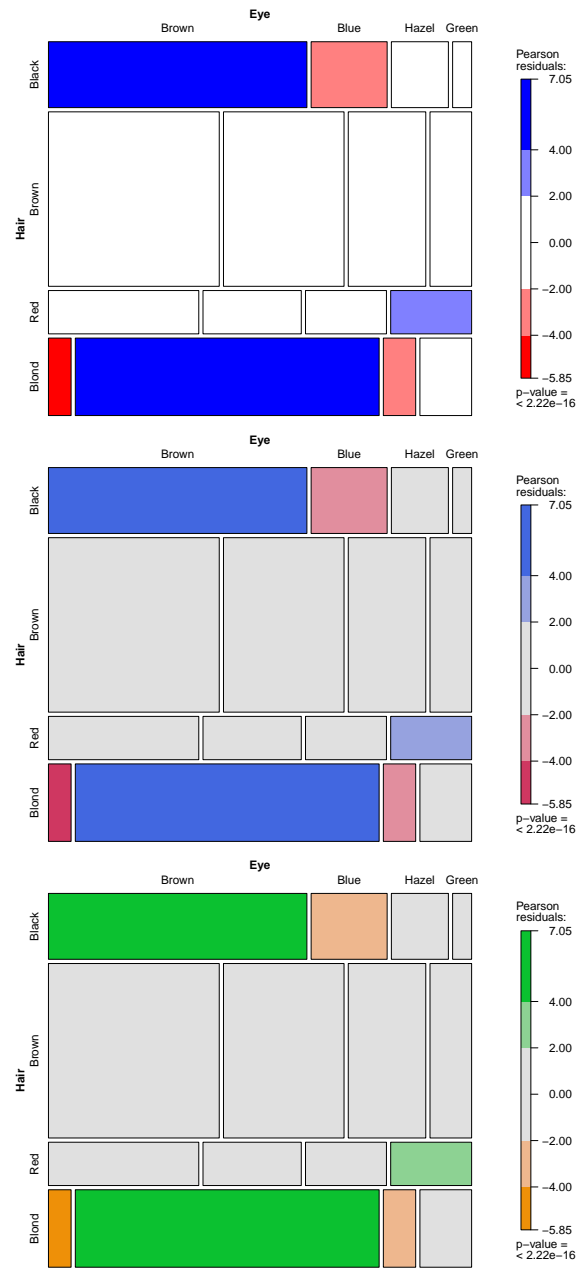 Eye
Brown Blue Hazel Green
Hair
Black
Brown
Red
Blond
Pearson
residuals:
7.05
4.00
2.00
0.00
−2.00
−4.00
−5.85
p−value =
< 2.22e−16
Eye
Brown Blue Hazel Green
Hair
Black
Brown
Red
Blond
Pearson
residuals:
7.05
4.00
2.00
0.00
−2.00
−4.00
−5.85
p−value =
< 2.22e−16
Eye
Brown Blue Hazel Green
Hair
Black
Brown
Red
Blond
Pearson
residuals:
7.05
4.00
2.00
0.00
−2.00
−4.00
−5.85
p−value =
< 2.22e−16